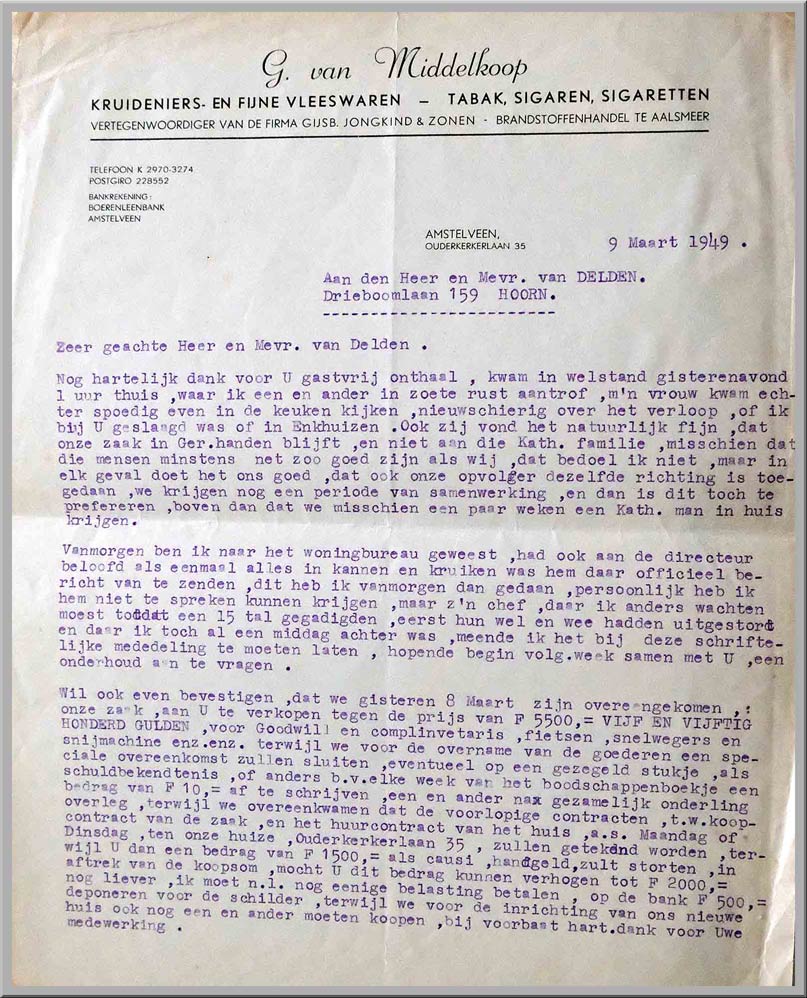 G. van Middelkoop
KRUIDENIERS- EN FIJNE VLEESWAREN – TABAK, SIGAREN, SIGARETTEN
VERTEGENWOORDIGER VAN DE FIRMA GIJSB. JONGKIND & ZONEN - BRANDSTOFFENHANDEL TE AALSMEER
TELEFOON K 2970-3274
POSTGIRO 228552
BANKREKENING:
BOERENLEENBANK
AMSTELVEEN
AMSTELVEEN,
OUDERKERKERLAAN 35
9 Maart 1949 .
Aan den Heer en Mevr. van DELDEN.
Drieboomlaan 159 HOORN.
------------------------
Zeer geachte Heer en Mevr. van Delden .
Nog hartelijk dank voor U gastvrij onthaal , kwam in welstand gisterenavond
1 uur thuis ,waar ik een en ander in zoete rust aantrof ,m'n vrouw kwam ech-
ter spoedig even in de keuken kijken ,nieuwschierig over het verloop ,of ik
bij U geslaagd was of in Enkhuizen .Ook zij vond het natuurlijk fijn ,dat
onze zaak in Ger.handen blijft ,en niet aan die Kath. familie ,misschien dat
die mensen minstens net zoo goed zijn als wij ,dat bedoel ik niet ,maar in
elk geval doet het ons goed ,dat ook onze opvolger dezelfde richting is toe-
gedaan ,we krijgen nog een periode van samenwerking ,en dan is dit toch te
prefereren ,boven dan dat we misschien een paar weken een Kath. man in huis
krijgen.
Vanmorgen ben ik naar het woningbureau geweest ,had ook aan de directeur
beloofd als eenmaal alles in kannen en kruiken was hem daar officieel be-
richt van te zenden ,dit heb ik vanmorgen dan gedaan ,persoonlijk heb ik
hem niet te spreken kunnen krijgen ,maar z'n chef ,daar ik anders wachten
moest toddat een 15 tal gegadigden ,eerst hun wel en wee hadden uitgestord
en daar ik toch al een middag achter was ,meende ik het bij deze schrifte-
lijke mededeling te moeten laten , hopende begin volg.week samen met U ,een
onderhoud aan te vragen .
Wil ook even bevestigen ,dat we gisteren 8 Maart zijn overeengekomen ,:
onze zaak ,aan U te verkopen tegen de prijs van F 5500,= VIJF EN VIJFTIG
HONDERD GULDEN ,voor Goodwill en complinvetaris ,fietsen ,snelwegers en
snijmachine enz.enz. terwijl we voor de overname van de goederen een spe-
ciale overeenkomst zullen sluiten ,eventueel op een gezegeld stukje ,als
schuldbekendtenis ,of anders b.v.elke week van het boodschappenboekje een
bedrag van F 10,= af te schrijven ,een en ander nax gezamelijk onderling
overleg ,terwijl we overeenkwamen dat de voorlopige contracten ,t.w.koop-
contract van de zaak ,en het huurcontract van het huis ,a.s. Maandag of
Dinsdag ,ten onze huize ,Ouderkerkerlaan 35 , zullen getekend worden ,ter-
wijl U dan een bedrag van F 1500,= als causi ,handgeld,zult storten ,in
aftrek van de koopsom ,mocht U dit bedrag kunnen verhogen tot F 2000,=
nog liever ,ik moet n.l. nog eenige belasting betalen , op de bank F 500,=
deponeren voor de schilder ,terwijl we voor de inrichting van ons nieuwe
huis ook nog een en ander moeten koopen ,bij voorbaat hart.dank voor Uwe
medewerking .